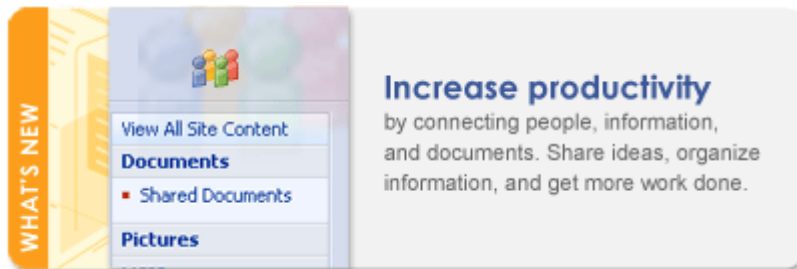 WHAT'S NEW
View All Site Content
Documents
Shared Documents
Pictures
Increase productivity
by connecting people, information,
and documents. Share ideas, organize
information, and get more work done.